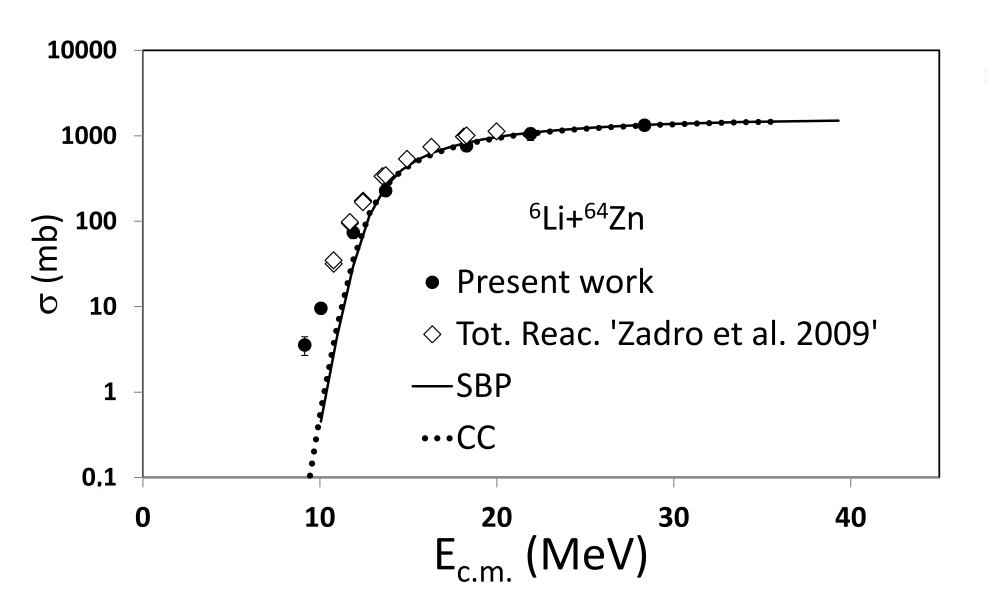 10000
1000
100
10
1
0.1
σ (mb)
⁶Li+⁶⁴Zn
Present work
Tot. Reac. 'Zadro et al. 2009'
SBP
CC
0 10 20 30 40
E_c.m. (MeV)